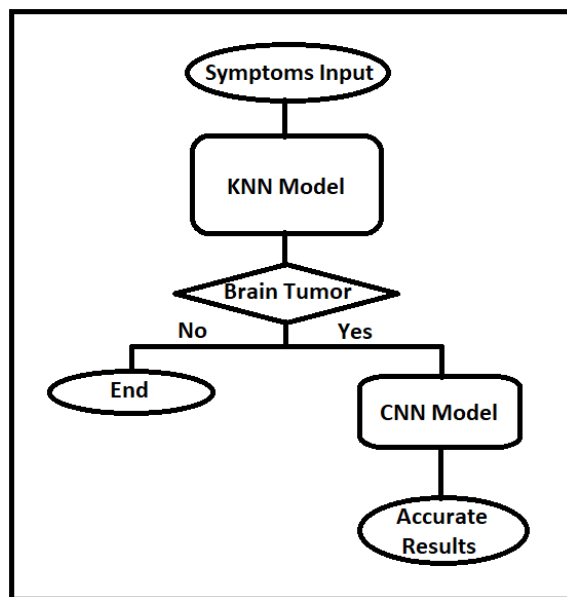 Symptoms Input
KNN Model
Brain Tumor
No
Yes
End
CNN Model
Accurate
Results